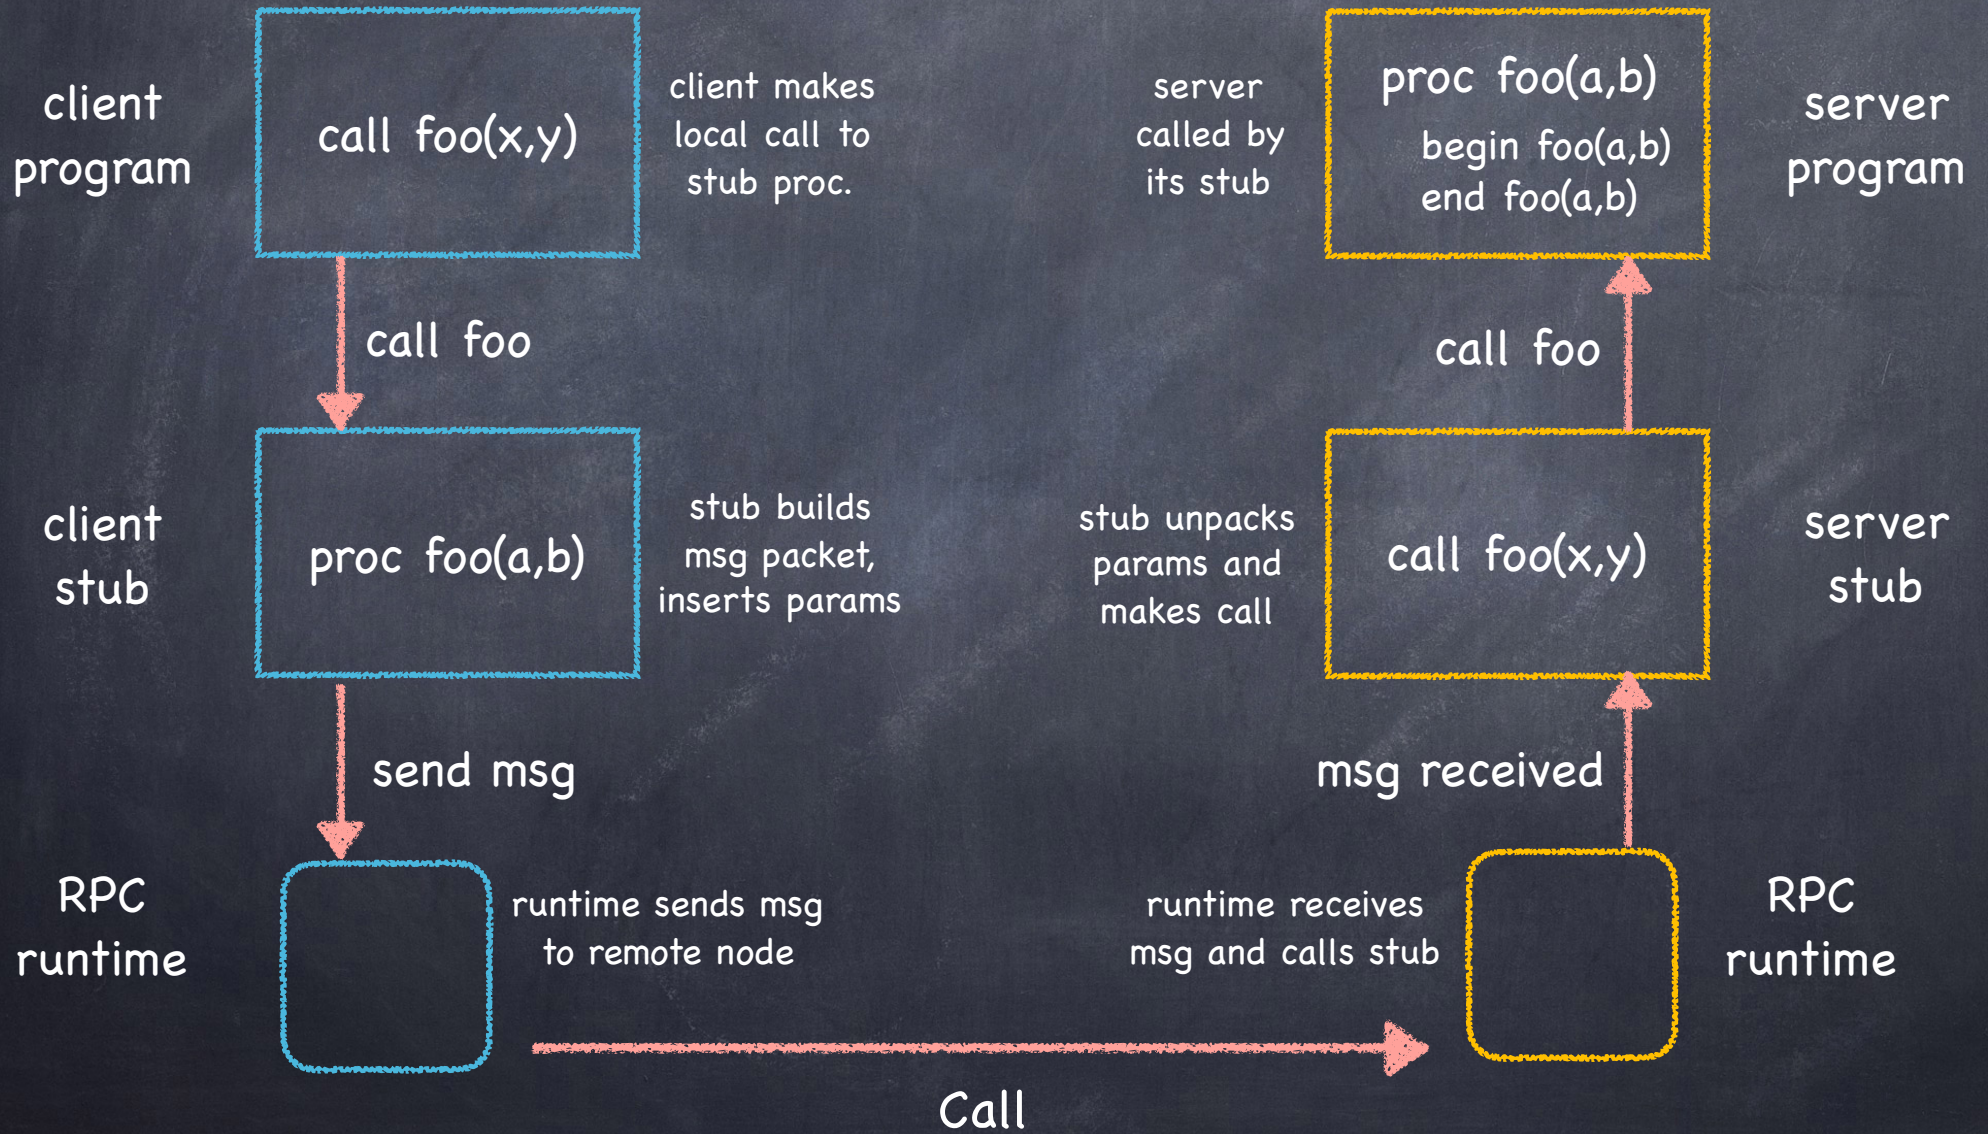 client
program
call foo(x,y)
client makes
local call to
stub proc.
server
called by
its stub
proc foo(a,b)
begin foo(a,b)
end foo(a,b)
server
program
call foo
call foo
client
stub
proc foo(a,b)
stub builds
msg packet,
inserts params
stub unpacks
params and
makes call
call foo(x,y)
server
stub
send msg
msg received
RPC
runtime
runtime sends msg
to remote node
runtime receives
msg and calls stub
RPC
runtime
Call